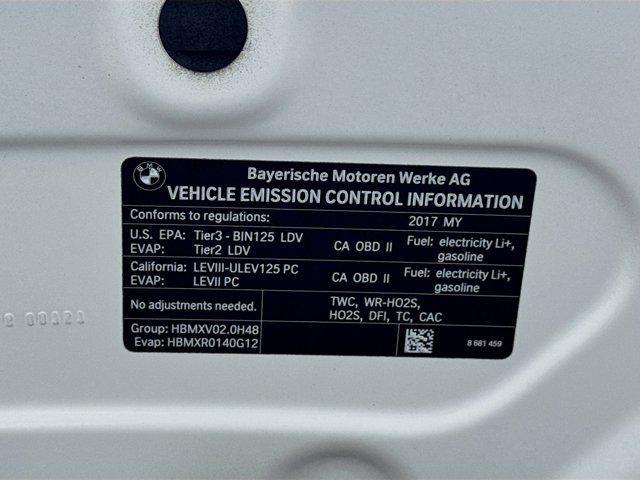 BMW
Bayerische Motoren Werke AG
VEHICLE EMISSION CONTROL INFORMATION
Conforms to regulations: 2017 MY
U.S. EPA: Tier3 - BIN125 LDV
EVAP: Tier2 LDV
CA OBD II
Fuel: electricity Li+,
gasoline
California: LEVIII-ULEV125 PC
EVAP: LEVII PC
CA OBD II
Fuel: electricity Li+,
gasoline
No adjustments needed.
TWC, WR-HO2S,
HO2S, DFI, TC, CAC
Group: HBMXV02.0H48
Evap: HBMXR0140G12
8 681 459